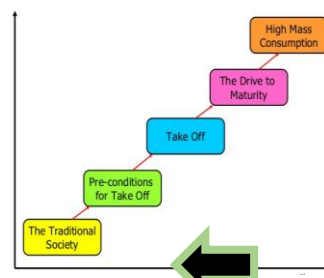 High Mass
Consumption
The Drive to
Maturity
Take Off
Pre-conditions
for Take Off
The Traditional
Society